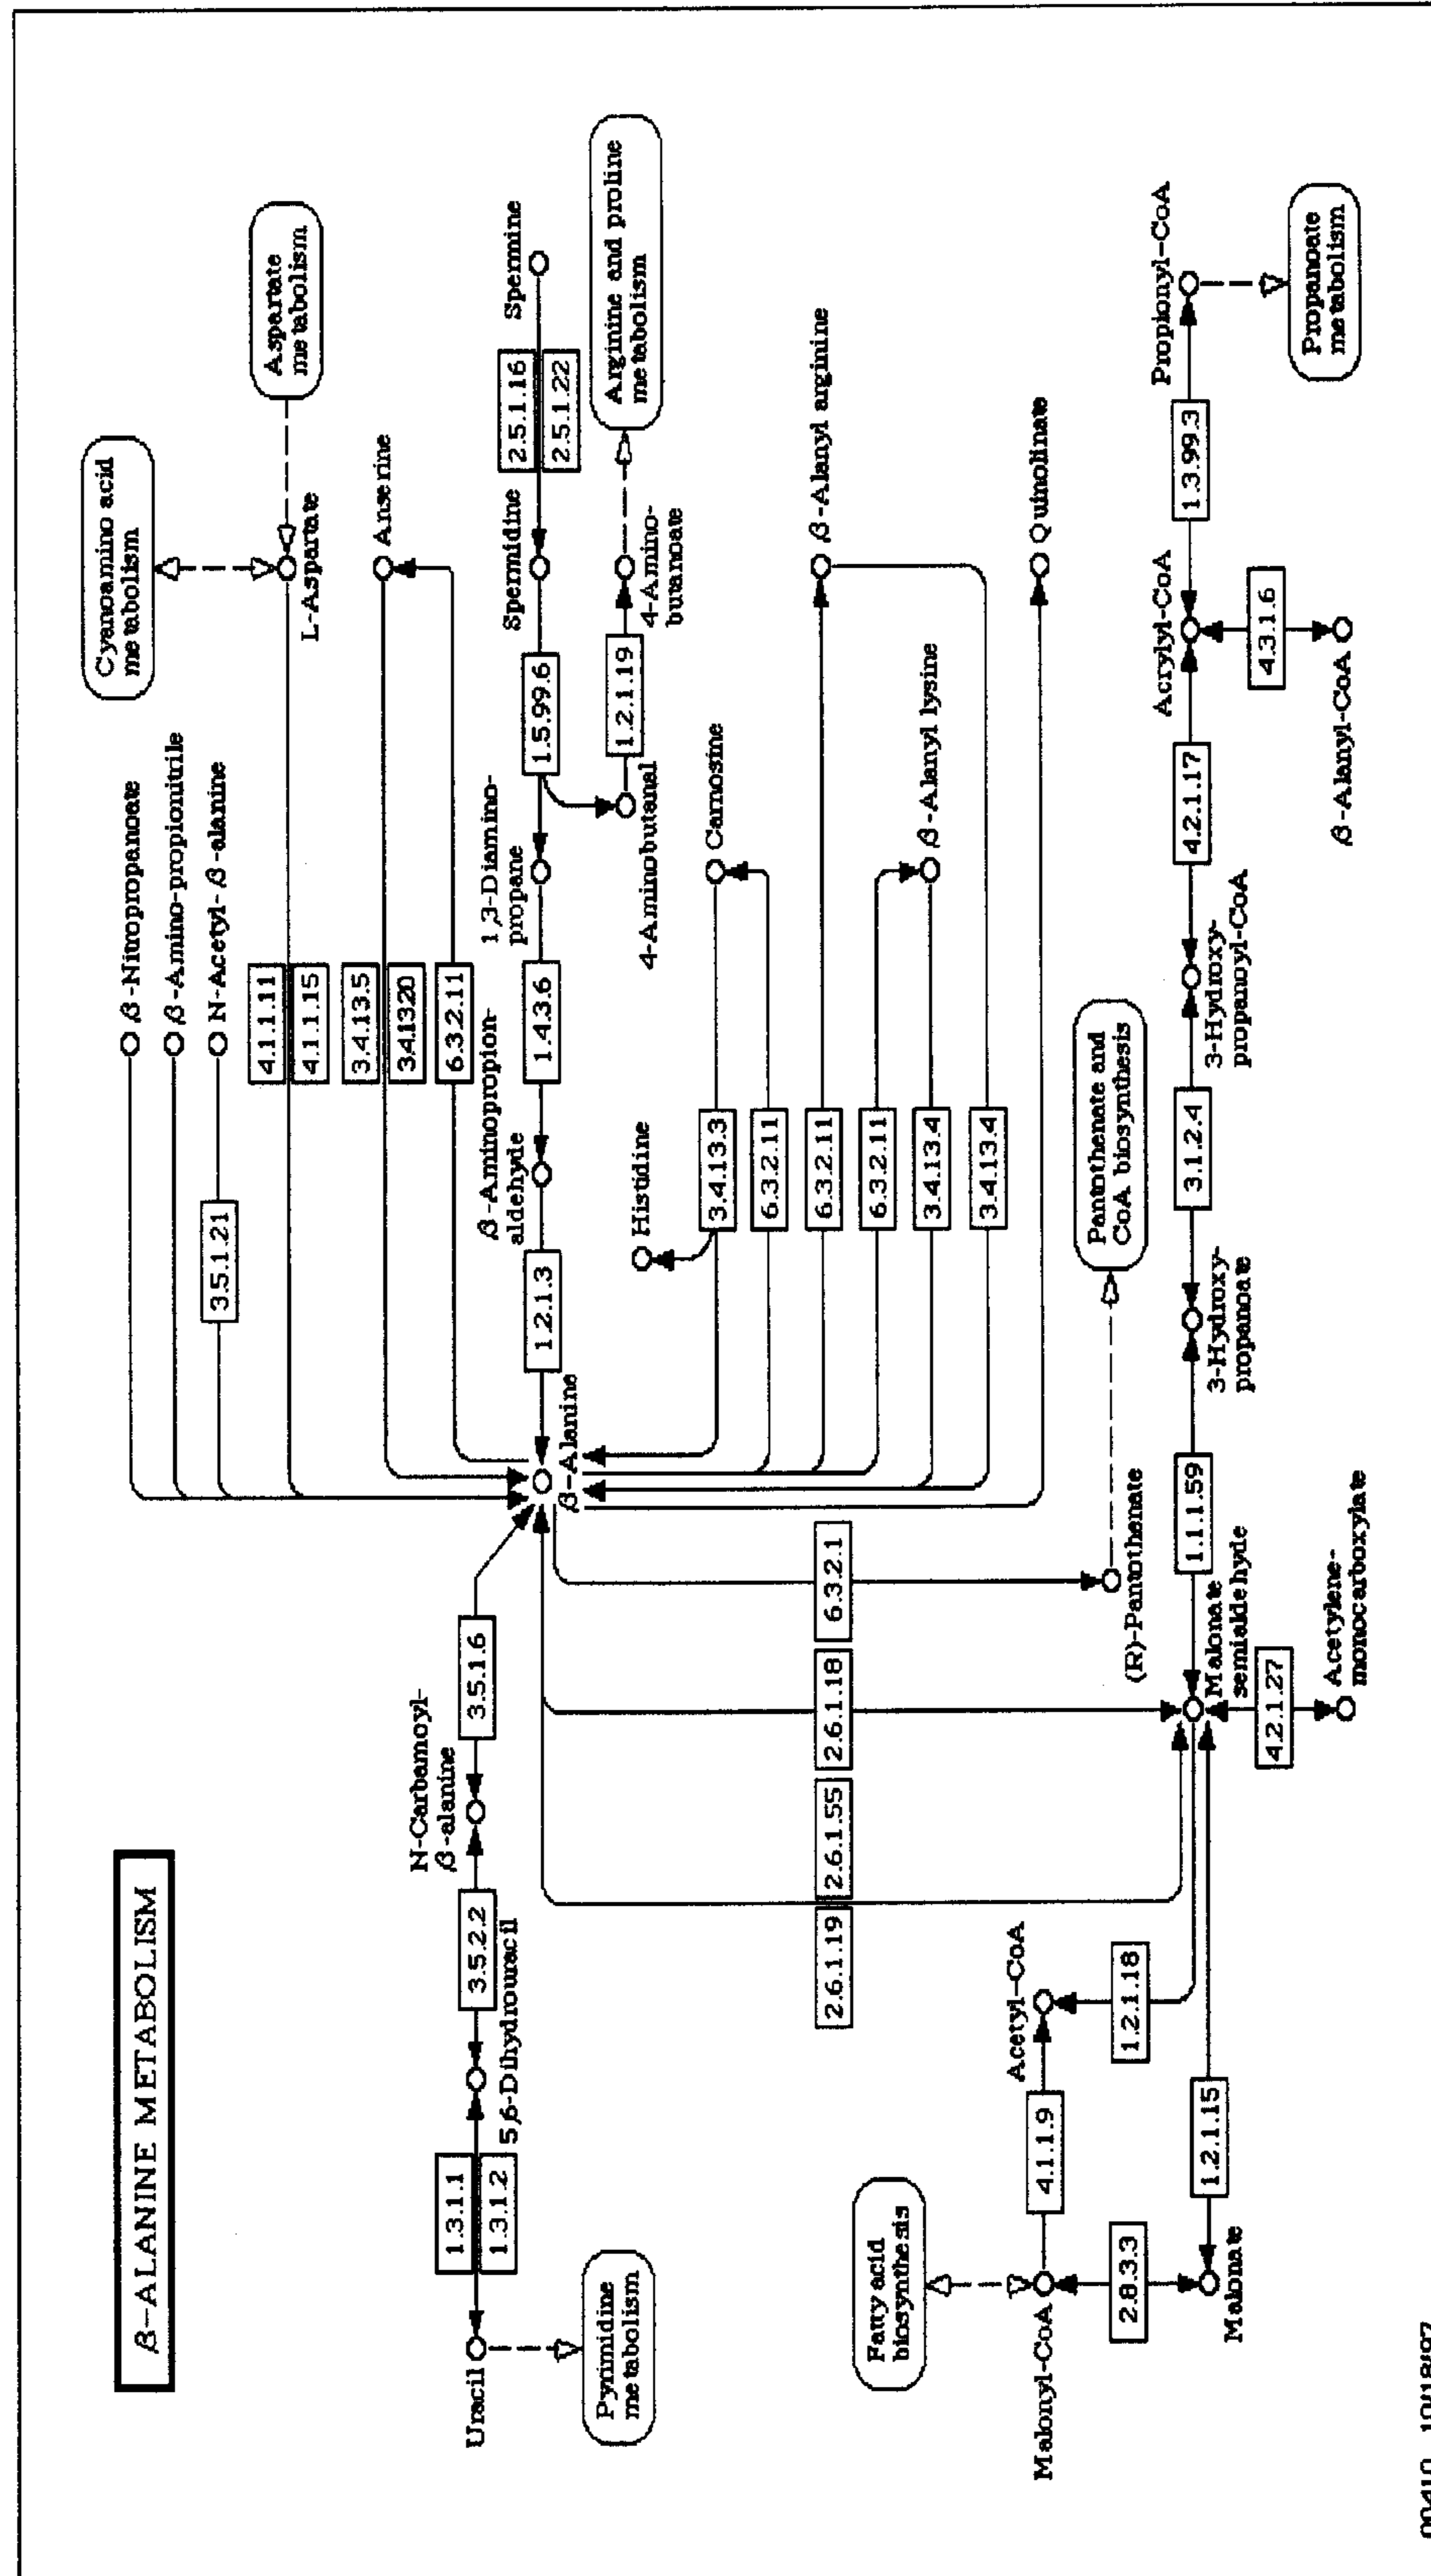 β-ALANINE METABOLISM
Cyanoamino acid
metabolism
Aspartate
metabolism
β-Nitropropanoate
β-Amino-propionitrile
N-Acetyl-β-alanine
3.5.1.21
L-Aspartate
4.1.1.11
4.1.1.15
Anserine
3.4.13.5
3.4.13.20
6.3.2.11
Uracil
1.3.1.1
1.3.1.2
5,6-Dihydrouracil
3.5.2.2
N-Carbamoyl-
β-alanine
3.5.1.6
β-Alanine
1.2.1.3
β-Aminopropion-
aldehyde
1.4.3.6
1,3-Diamino-
propane
1.5.99.6
Spermidine
2.5.1.16
2.5.1.22
Spermine
Pyrimidine
metabolism
4-Aminobutanal
1.2.1.19
4-Amino-
butanoate
Arginine and proline
metabolism
Histidine
3.4.13.3
Carnosine
6.3.2.11
6.3.2.11
β-Alanyl arginine
6.3.2.11
3.4.13.4
β-Alanyl lysine
3.4.13.4
Quinolinate
2.6.1.19
2.6.1.55
2.6.1.18
6.3.2.1
Fatty acid
biosynthesis
Pantothenate and
CoA biosynthesis
(R)-Pantothenate
Malonyl-CoA
4.1.1.9
Acetyl-CoA
1.2.1.18
2.8.3.3
Malonate
1.2.1.15
Malonate
semialdehyde
1.1.1.59
3-Hydroxy-
propanoate
3.1.2.4
3-Hydroxy-
propanoyl-CoA
4.2.1.17
Acrylyl-CoA
1.3.99.3
Propionyl-CoA
4.2.1.27
Acetylene-
monocarboxylate
4.3.1.6
β-Alanyl-CoA
Propanoate
metabolism
00410 10/18/97